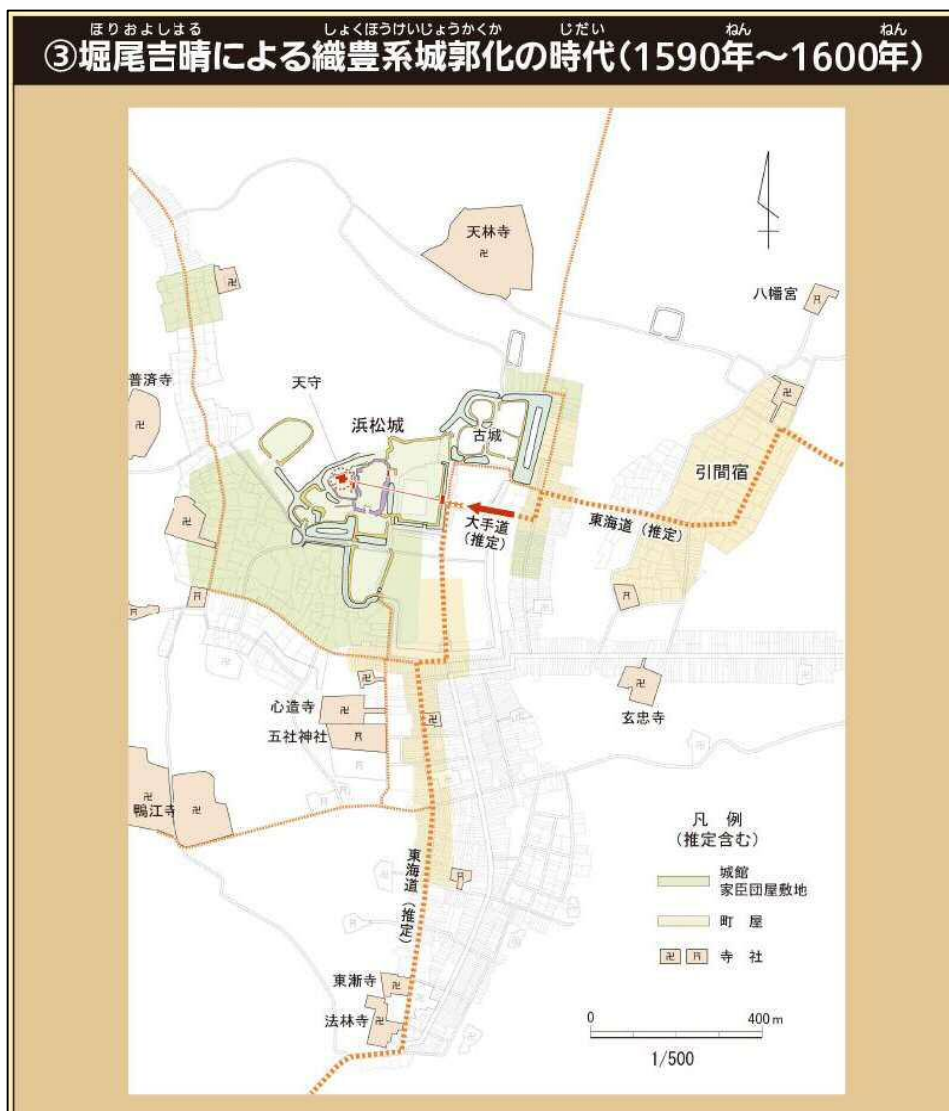 ほりおよしはる しょくほうけいじょうかくか じだい ねん ねん
③堀尾吉晴による織豊系城郭化の時代(1590年～1600年)
天林寺
八幡宮
普済寺
天守
浜松城
古城
引間宿
大手道
(推定)
東海道(推定)
心造寺
五社神社
玄忠寺
鴨江寺
東海道(推定)
東漸寺
法林寺
凡 例
(推定含む)
城館
家臣団屋敷地
町 屋
寺 社
0 400m
1/500